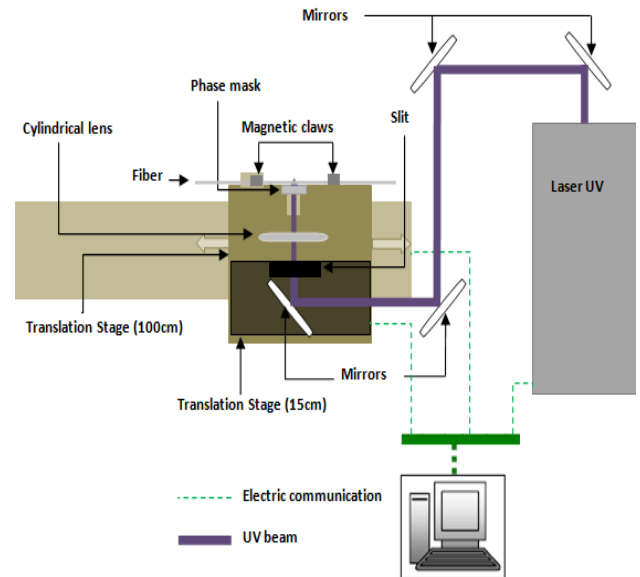 Mirrors
Phase mask
Slit
Cylindrical lens
Magnetic claws
Fiber
Laser UV
Translation Stage (100cm)
Mirrors
Translation Stage (15cm)
Electric communication
UV beam